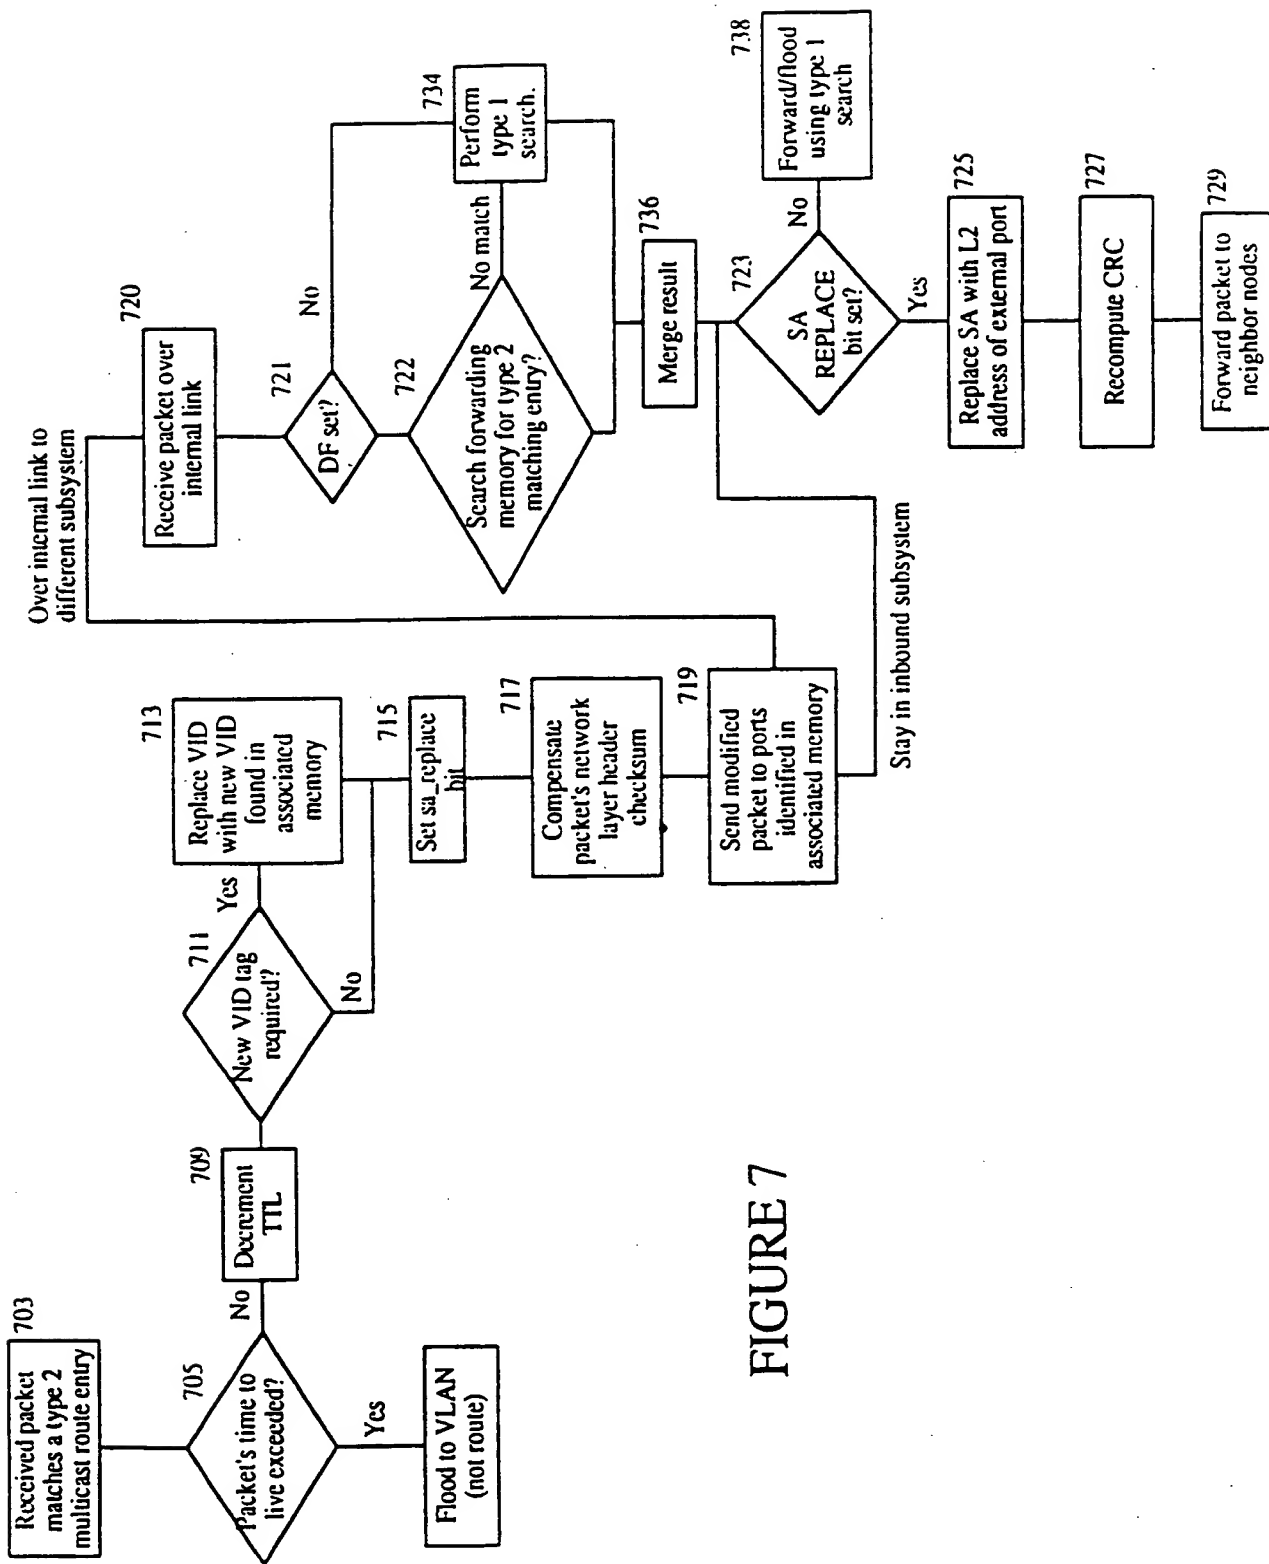 703
Received packet
matches a type 2
multicast route entry
705
Packet's time to
live exceeded?
Yes
Flood to VLAN
(not route)
No
709
Decrement
TTL
711
New VID tag
required?
Yes
No
713
Replace VID
with new VID
found in
associated
memory
715
Set sa_replace
bit
717
Compensate
packet's network
layer header
checksum
719
Send modified
packet to ports
identified in
associated memory
Over internal link to
different subsystem
Stay in inbound subsystem
720
Receive packet over
internal link
721
DF set?
No
722
Search forwarding
memory for type 2
matching entry?
No match
734
Perform
type 1
search.
736
Merge result
723
SA
REPLACE
bit set?
No
738
Forward/flood
using type 1
search
Yes
725
Replace SA with L2
address of external port
727
Recompute CRC
729
Forward packet to
neighbor nodes
FIGURE 7